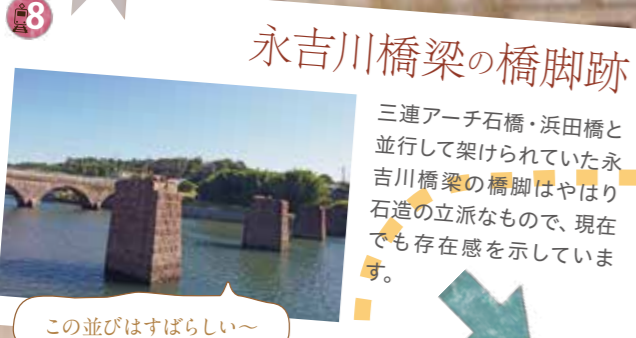 8
永吉川橋梁の橋脚跡
三連アーチ石橋・浜田橋と
並行して架けられていた永
吉川橋梁の橋脚はやはり
石造の立派なもので、現在
でも存在感を示していま
す。
この並びはすばらしい〜